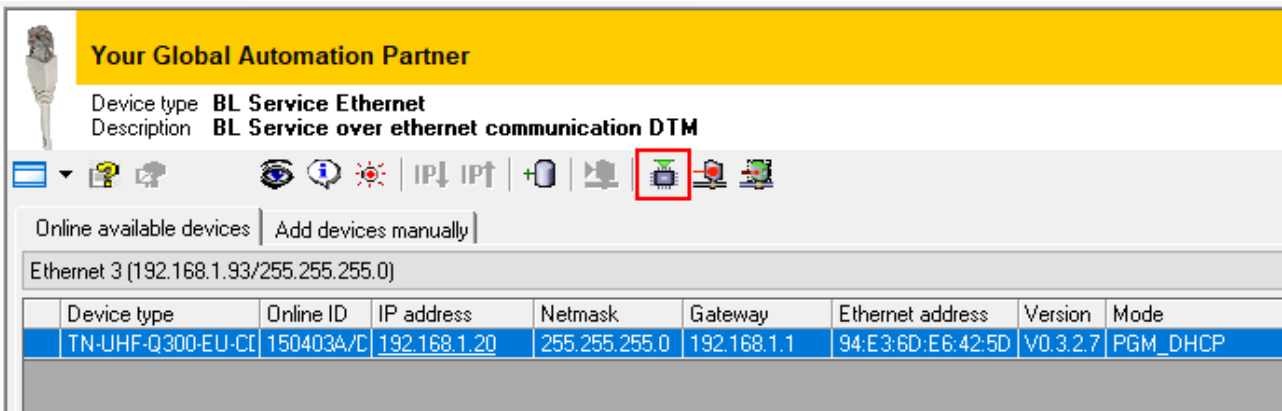 Your Global Automation Partner
Device type BL Service Ethernet
Description BL Service over ethernet communication DTM
IP IP
Online available devices Add devices manually
Ethernet 3 (192.168.1.93/255.255.255.0)
Device type Online ID IP address Netmask Gateway Ethernet address Version Mode
TN-UHF-Q300-EU-CD 150403A/D 192.168.1.20 255.255.255.0 192.168.1.1 94:E3:6D:E6:42:5D V0.3.2.7 PGM_DHCP